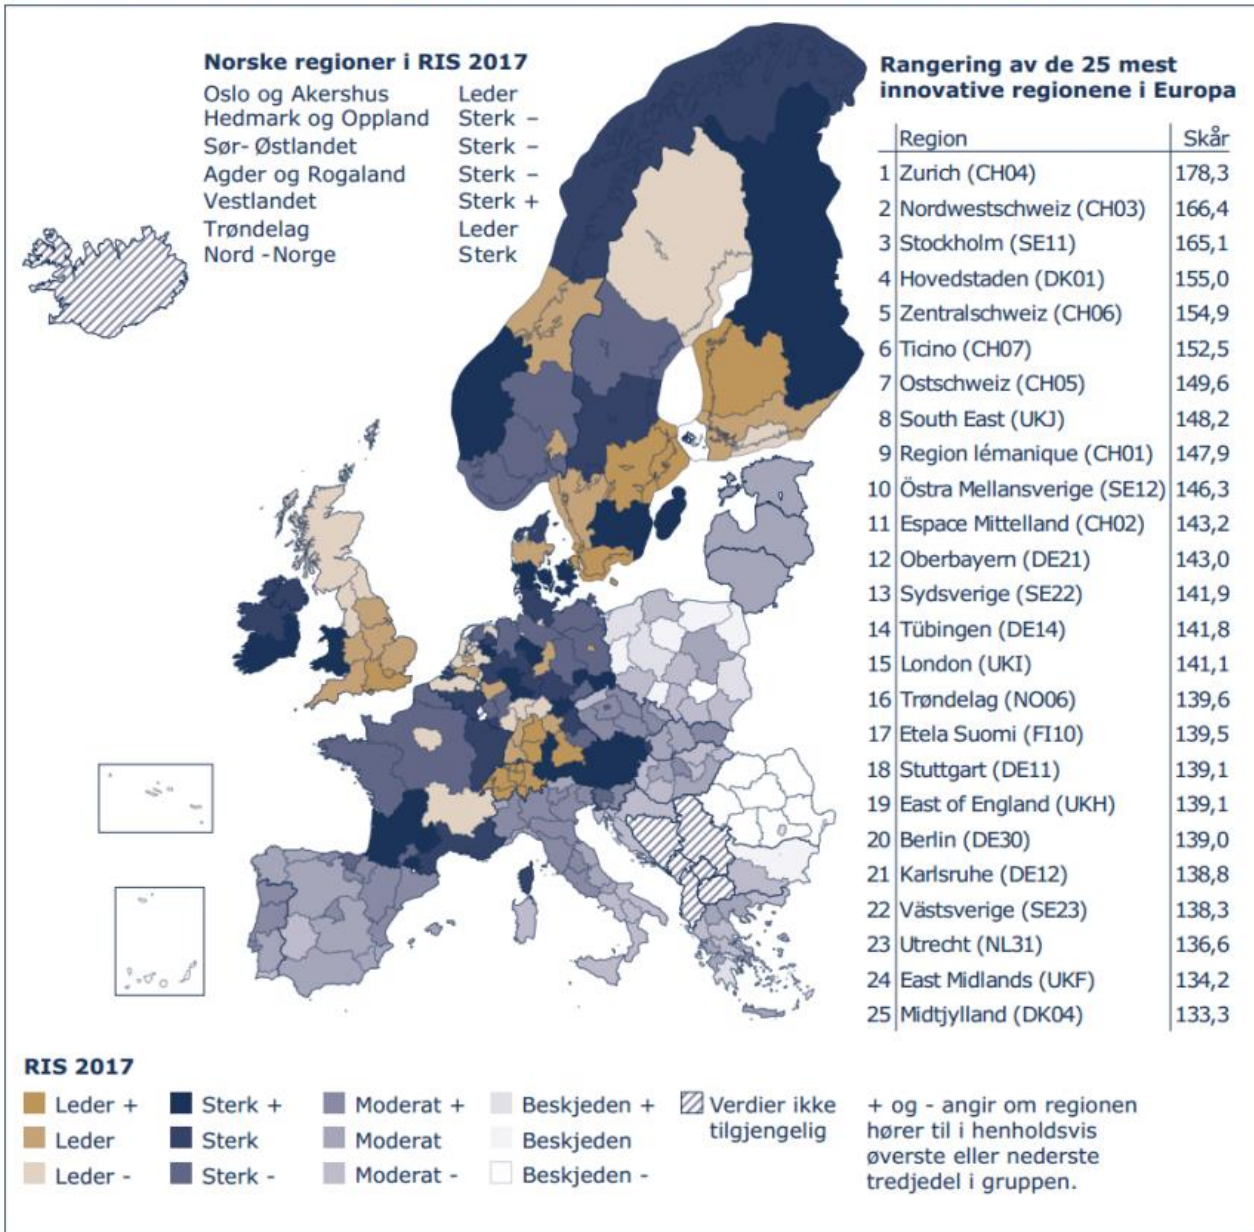 Norske regioner i RIS 2017
Oslo og Akershus Leder
Hedmark og Oppland Sterk –
Sør- Østlandet Sterk –
Agder og Rogaland Sterk –
Vestlandet Sterk +
Trøndelag Leder
Nord -Norge Sterk
Rangering av de 25 mest
innovative regionene i Europa
Region Skår
1 Zurich (CH04) 178,3
2 Nordwestschweiz (CH03) 166,4
3 Stockholm (SE11) 165,1
4 Hovedstaden (DK01) 155,0
5 Zentralschweiz (CH06) 154,9
6 Ticino (CH07) 152,5
7 Ostschweiz (CH05) 149,6
8 South East (UKJ) 148,2
9 Region lémanique (CH01) 147,9
10 Östra Mellansverige (SE12) 146,3
11 Espace Mittelland (CH02) 143,2
12 Oberbayern (DE21) 143,0
13 Sydsverige (SE22) 141,9
14 Tübingen (DE14) 141,8
15 London (UKI) 141,1
16 Trøndelag (NO06) 139,6
17 Etela Suomi (FI10) 139,5
18 Stuttgart (DE11) 139,1
19 East of England (UKH) 139,1
20 Berlin (DE30) 139,0
21 Karlsruhe (DE12) 138,8
22 Västsverige (SE23) 138,3
23 Utrecht (NL31) 136,6
24 East Midlands (UKF) 134,2
25 Midtjylland (DK04) 133,3
RIS 2017
Leder + Sterk + Moderat + Beskjeden + Verdier ikke
tilgjengelig
Leder Sterk Moderat Beskjeden
Leder - Sterk - Moderat - Beskjeden -
+ og - angir om regionen
hører til i henholdsvis
øverste eller nederste
tredjedel i gruppen.